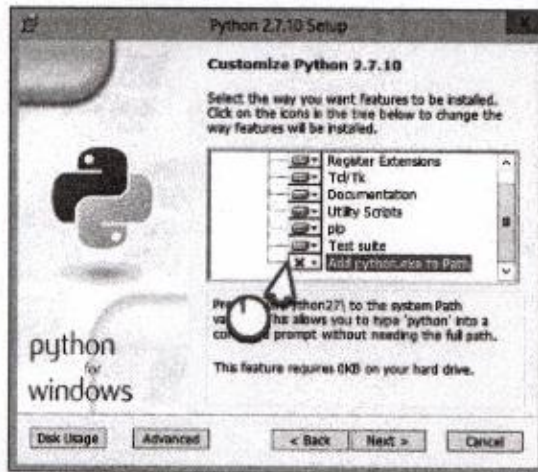 Python 2.7.10 Setup
Customize Python 2.7.10
Select the way you want features to be installed.
Click on the icons in the tree below to change the
way features will be installed.
Register Extensions
Tcl/Tk
Documentation
Utility Scripts
pip
Test suite
Add python.exe to Path
to the system Path
This allows you to type 'python' into a
prompt without needing the full path.
This feature requires 0KB on your hard drive.
python
for
windows
Disk Usage
Advanced
< Back
Next >
Cancel